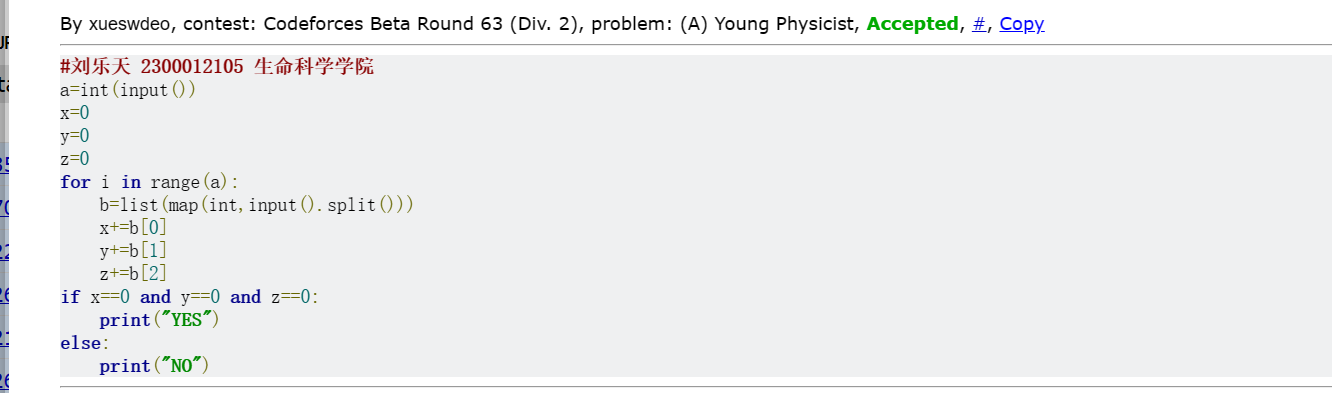 By xueswdeo, contest: Codeforces Beta Round 63 (Div. 2), problem: (A) Young Physicist, Accepted, #, Copy
#刘乐天 2300012105 生命科学学院
a=int(input())
x=0
y=0
z=0
for i in range(a):
    b=list(map(int,input().split()))
    x+=b[0]
    y+=b[1]
    z+=b[2]
if x==0 and y==0 and z==0:
    print("YES")
else:
    print("NO")